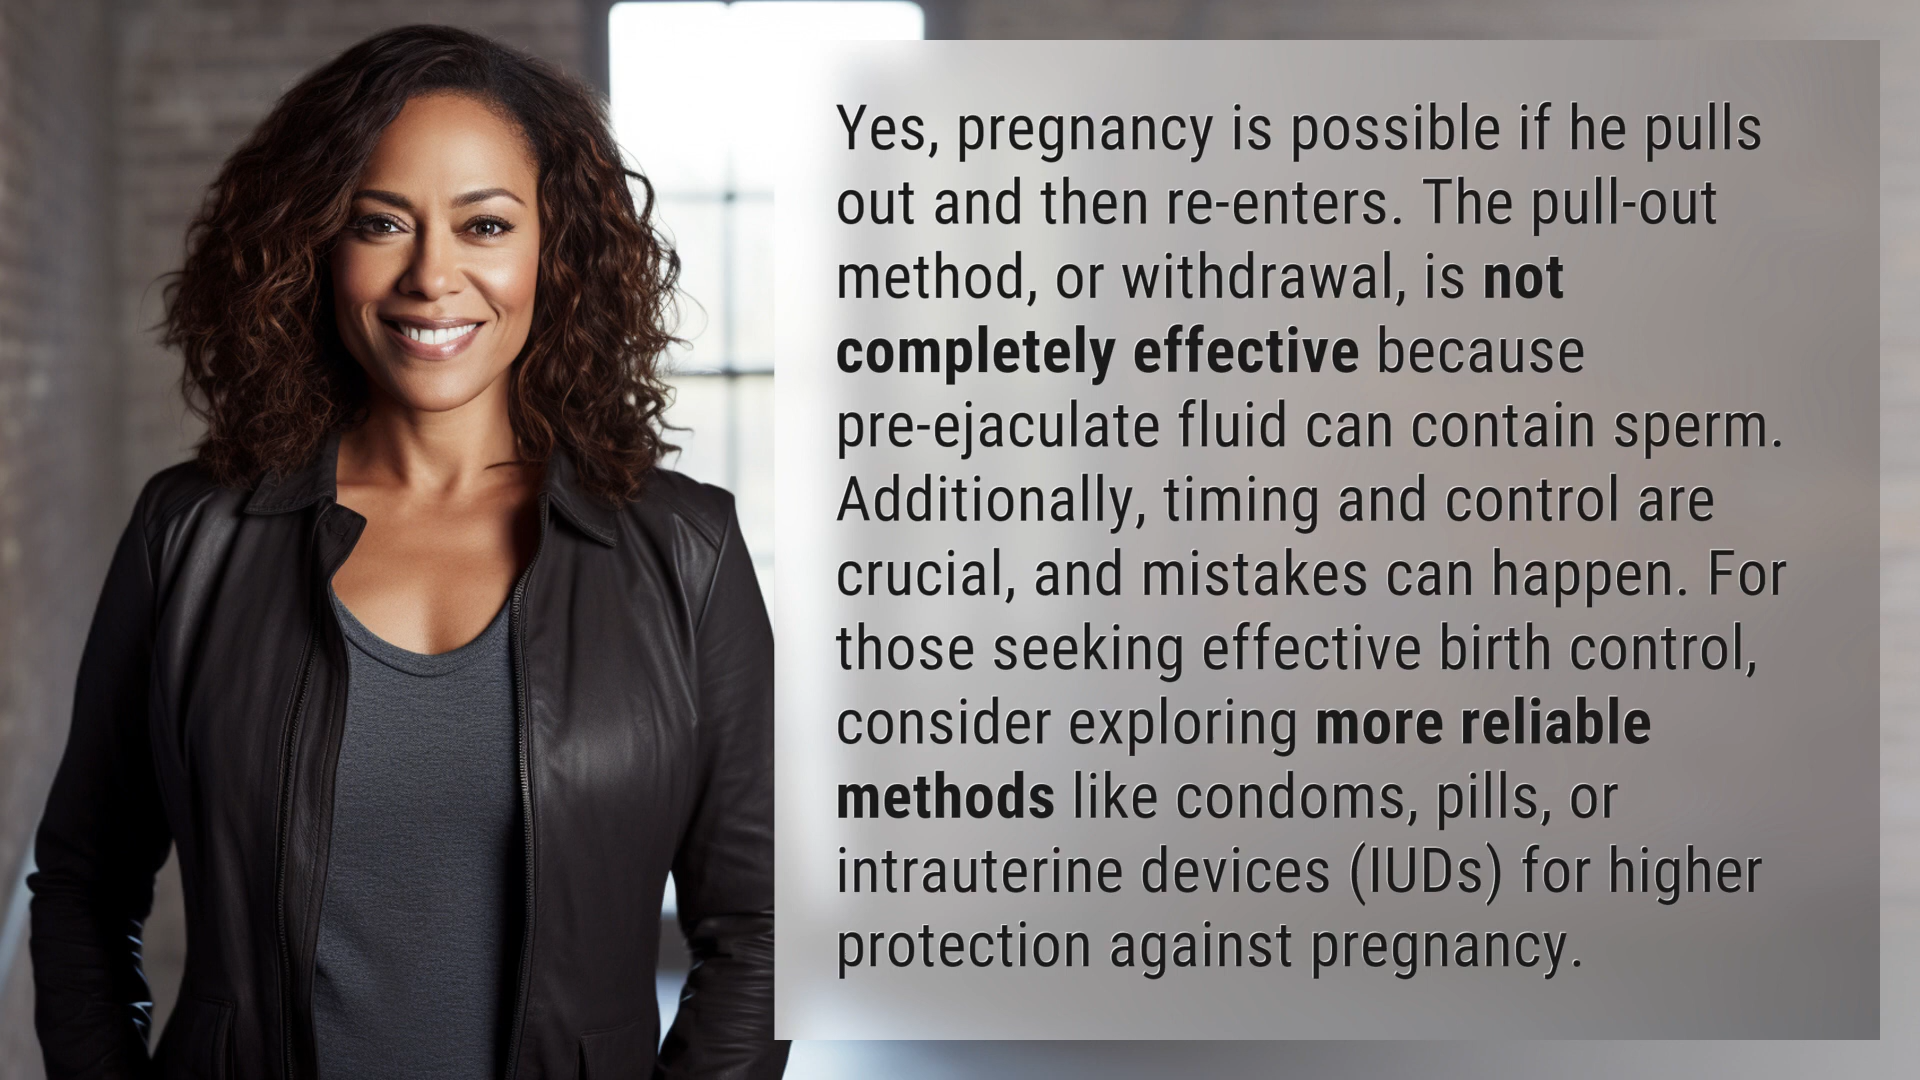 Yes, pregnancy is possible if he pulls
out and then re-enters. The pull-out
method, or withdrawal, is not
completely effective because
pre-ejaculate fluid can contain sperm.
Additionally, timing and control are
crucial, and mistakes can happen. For
those seeking effective birth control,
consider exploring more reliable
methods like condoms, pills, or
intrauterine devices (IUDs) for higher
protection against pregnancy.